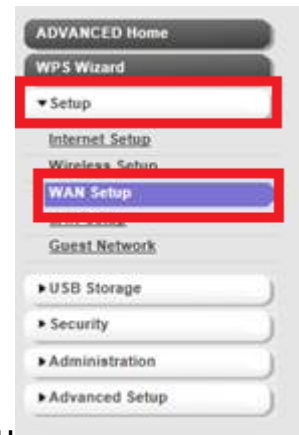 ADVANCED Home
WPS Wizard
▼Setup
Internet Setup
Wireless Setup
WAN Setup
Setup
Guest Network
▶USB Storage
▶Security
▶Administration
▶Advanced Setup